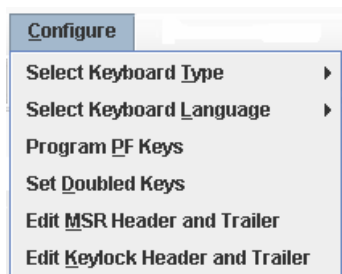 Configure
Select Keyboard Type
Select Keyboard Language
Program PF Keys
Set Doubled Keys
Edit MSR Header and Trailer
Edit Keylock Header and Trailer